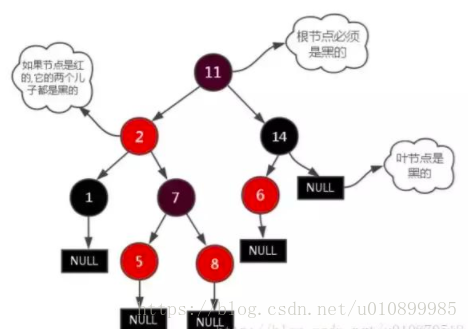 根节点必须
是黑的
如果节点是红
的,它的两个儿
子都是黑的
11
2
14
叶节点是
黑的
1
7
6
NULL
NULL
5
8
NULL
NULL
NULL
https://blog.csdn.net/u010899985